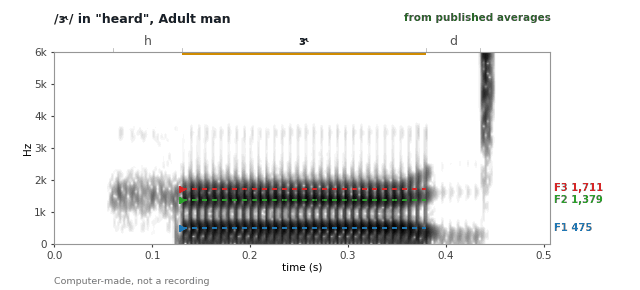 /ɝ/ in "heard", Adult man
from published averages
h ɝ d
6k
5k
4k
3k
2k
1k
0
Hz
F3 1,711
F2 1,379
F1 475
0.0 0.1 0.2 0.3 0.4 0.5
time (s)
Computer-made, not a recording